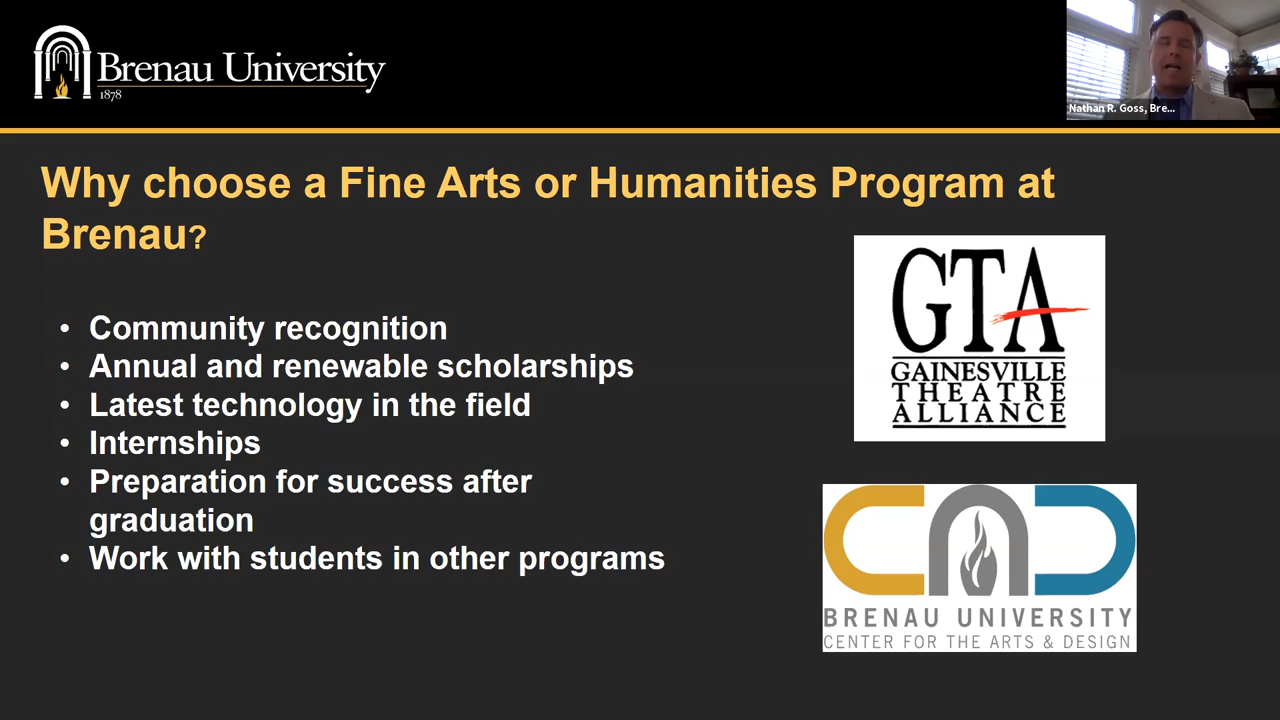 Brenau University
1878
Nathan R. Goss, Bre...
Why choose a Fine Arts or Humanities Program at
Brenau?
• Community recognition
• Annual and renewable scholarships
• Latest technology in the field
• Internships
• Preparation for success after
graduation
• Work with students in other programs
GTA
GAINESVILLE
THEATRE
ALLIANCE
CAD
BRENAU UNIVERSITY
CENTER FOR THE ARTS & DESIGN